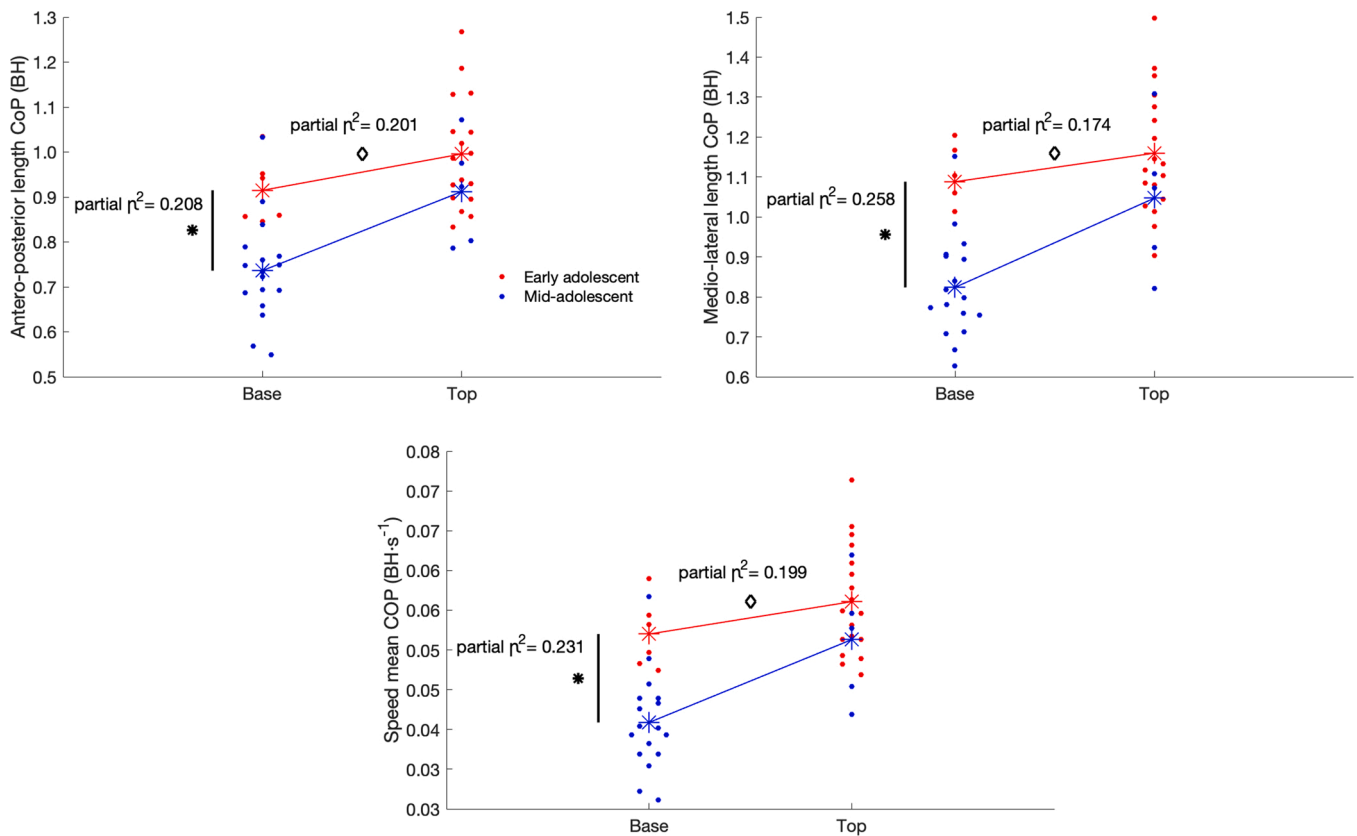 Antero-posterior length CoP (BH)
1.3
1.2
1.1
1.0
0.9
0.8
0.7
0.6
0.5
partial η²= 0.201
partial η²= 0.208
Early adolescent
Mid-adolescent
Base
Top
Medio-lateral length CoP (BH)
1.5
1.4
1.3
1.2
1.1
1.0
0.9
0.8
0.7
0.6
partial η²= 0.174
partial η²= 0.258
Base
Top
Speed mean COP (BH·s⁻¹)
0.08
0.07
0.07
0.06
0.06
0.05
0.05
0.04
0.03
0.03
partial η²= 0.199
partial η²= 0.231
Base
Top